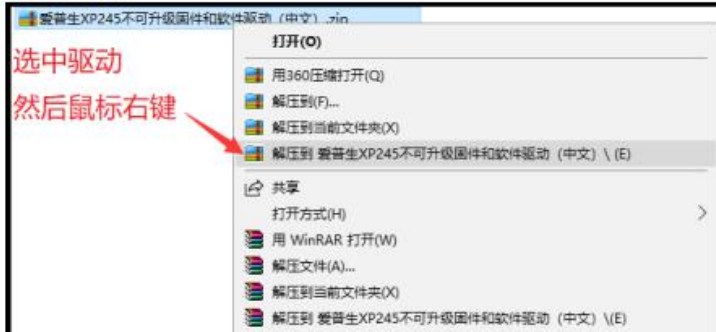 爱普生XP245不可升级固件和软件驱动（中文）.zip
打开(O)
选中驱动
用360压缩打开(Q)
解压到(F)...
然后鼠标右键
解压到当前文件夹(X)
解压到 爱普生XP245不可升级固件和软件驱动（中文）\ (E)
共享
打开方式(H)
用 WinRAR 打开(W)
解压文件(A)...
解压到当前文件夹(X)
解压到 爱普生XP245不可升级固件和软件驱动（中文）\(E)